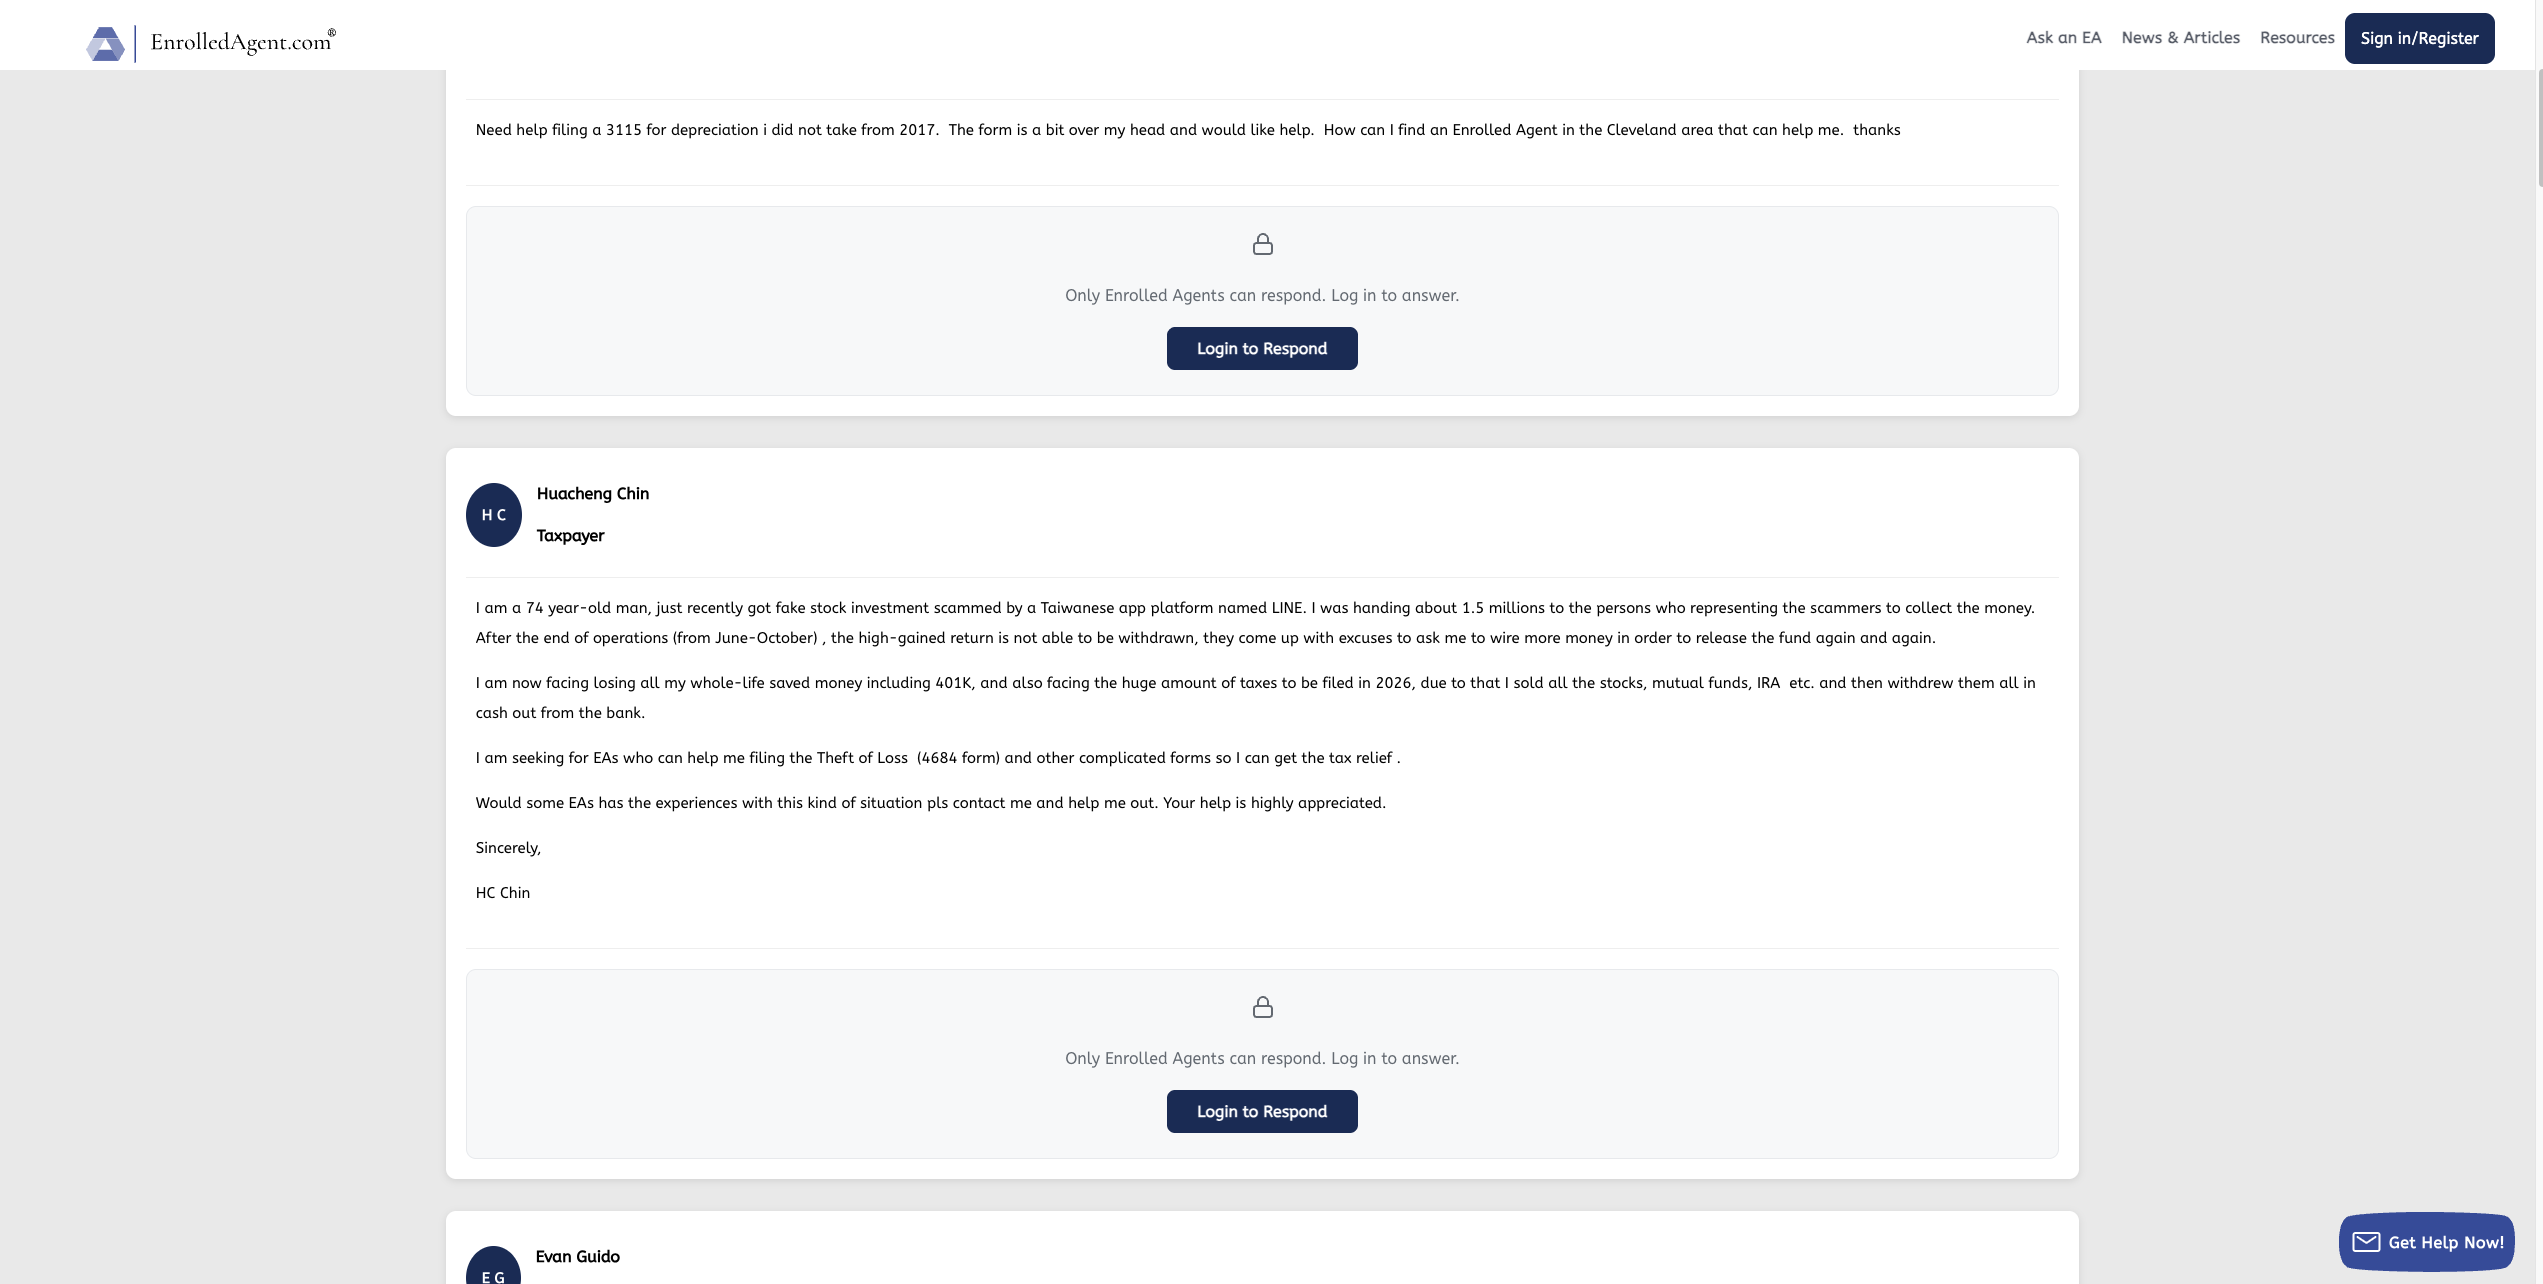 EnrolledAgent.com®
Ask an EA
News & Articles
Resources
Sign in/Register
Need help filing a 3115 for depreciation i did not take from 2017.  The form is a bit over my head and would like help.  How can I find an Enrolled Agent in the Cleveland area that can help me.  thanks
Only Enrolled Agents can respond. Log in to answer.
Login to Respond
H C
Huacheng Chin
Taxpayer
I am a 74 year-old man, just recently got fake stock investment scammed by a Taiwanese app platform named LINE. I was handing about 1.5 millions to the persons who representing the scammers to collect the money.
After the end of operations (from June-October) , the high-gained return is not able to be withdrawn, they come up with excuses to ask me to wire more money in order to release the fund again and again.
I am now facing losing all my whole-life saved money including 401K, and also facing the huge amount of taxes to be filed in 2026, due to that I sold all the stocks, mutual funds, IRA  etc. and then withdrew them all in
cash out from the bank.
I am seeking for EAs who can help me filing the Theft of Loss  (4684 form) and other complicated forms so I can get the tax relief .
Would some EAs has the experiences with this kind of situation pls contact me and help me out. Your help is highly appreciated.
Sincerely,
HC Chin
Only Enrolled Agents can respond. Log in to answer.
Login to Respond
E G
Evan Guido
Get Help Now!